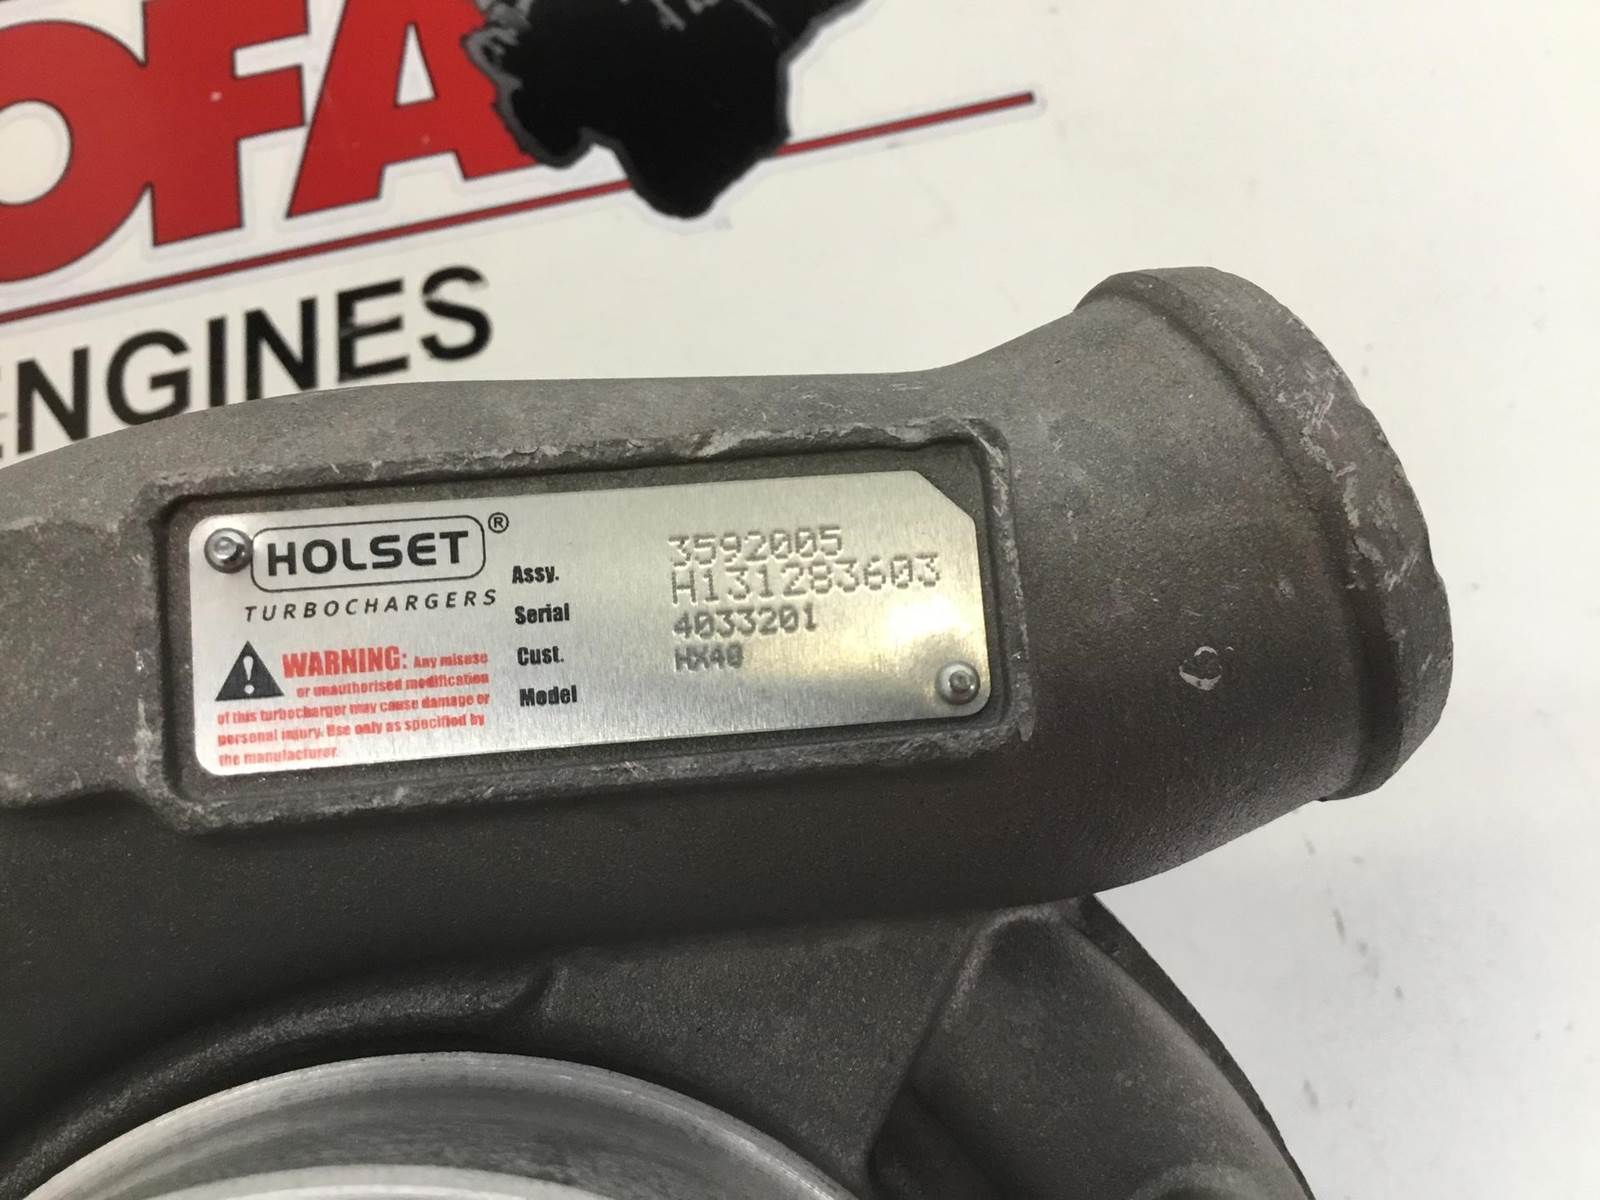 OFA
ENGINES
HOLSET®
TURBOCHARGERS
WARNING: Any misuse
or unauthorised modification
of this turbocharger may cause damage or
personal injury. Use only as specified by
the manufacturer.
Assy. 3592005
Serial H131283603
Cust. 4033201
Model HX40